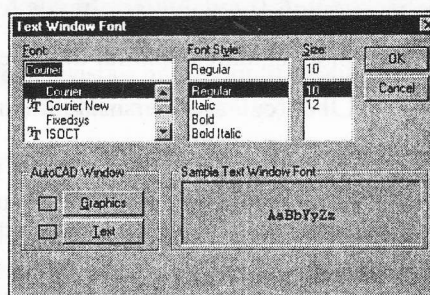 Text Window Font
Font: Font Style: Size:
Courier Regular 10 OK
Courier Regular 10 Cancel
Courier New Italic 12
Fixedsys Bold
ISOCT Bold Italic
AutoCAD Window Sample Text Window Font
Graphics
AaBbYyZz
Text